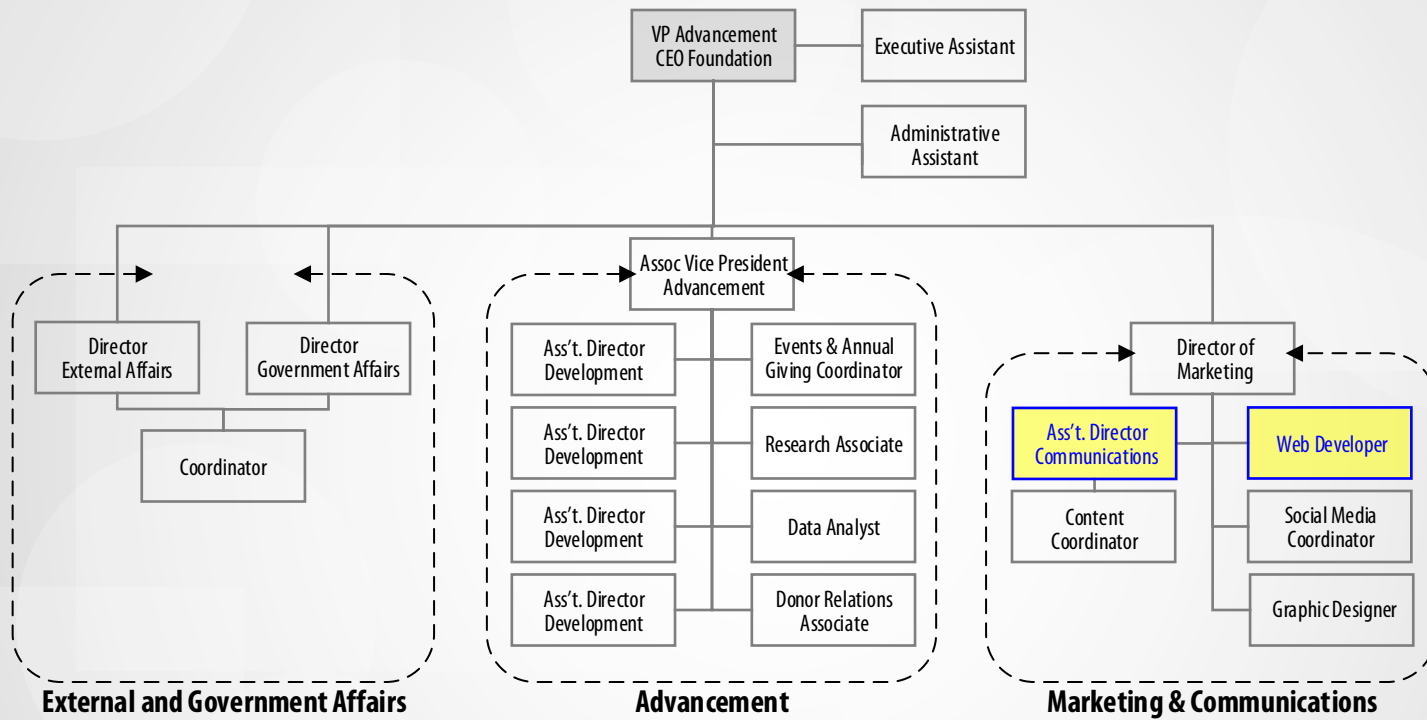 VP Advancement
CEO Foundation
Executive Assistant
Administrative
Assistant
Assoc Vice President
Advancement
Director
External Affairs
Director
Government Affairs
Coordinator
Ass't. Director
Development
Events & Annual
Giving Coordinator
Ass't. Director
Development
Research Associate
Ass't. Director
Development
Data Analyst
Ass't. Director
Development
Donor Relations
Associate
Director of
Marketing
Ass't. Director
Communications
Web Developer
Content
Coordinator
Social Media
Coordinator
Graphic Designer
External and Government Affairs
Advancement
Marketing & Communications